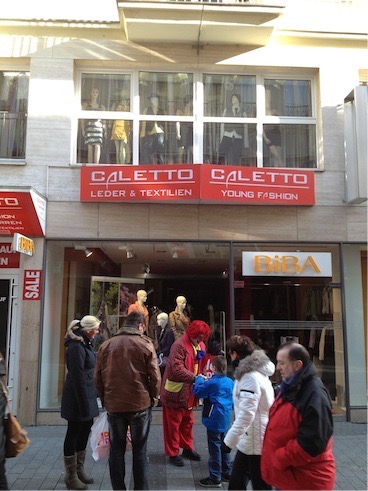 CALETTO
LEDER & TEXTILIEN
CALETTO
YOUNG FASHION
BiBA
SALE